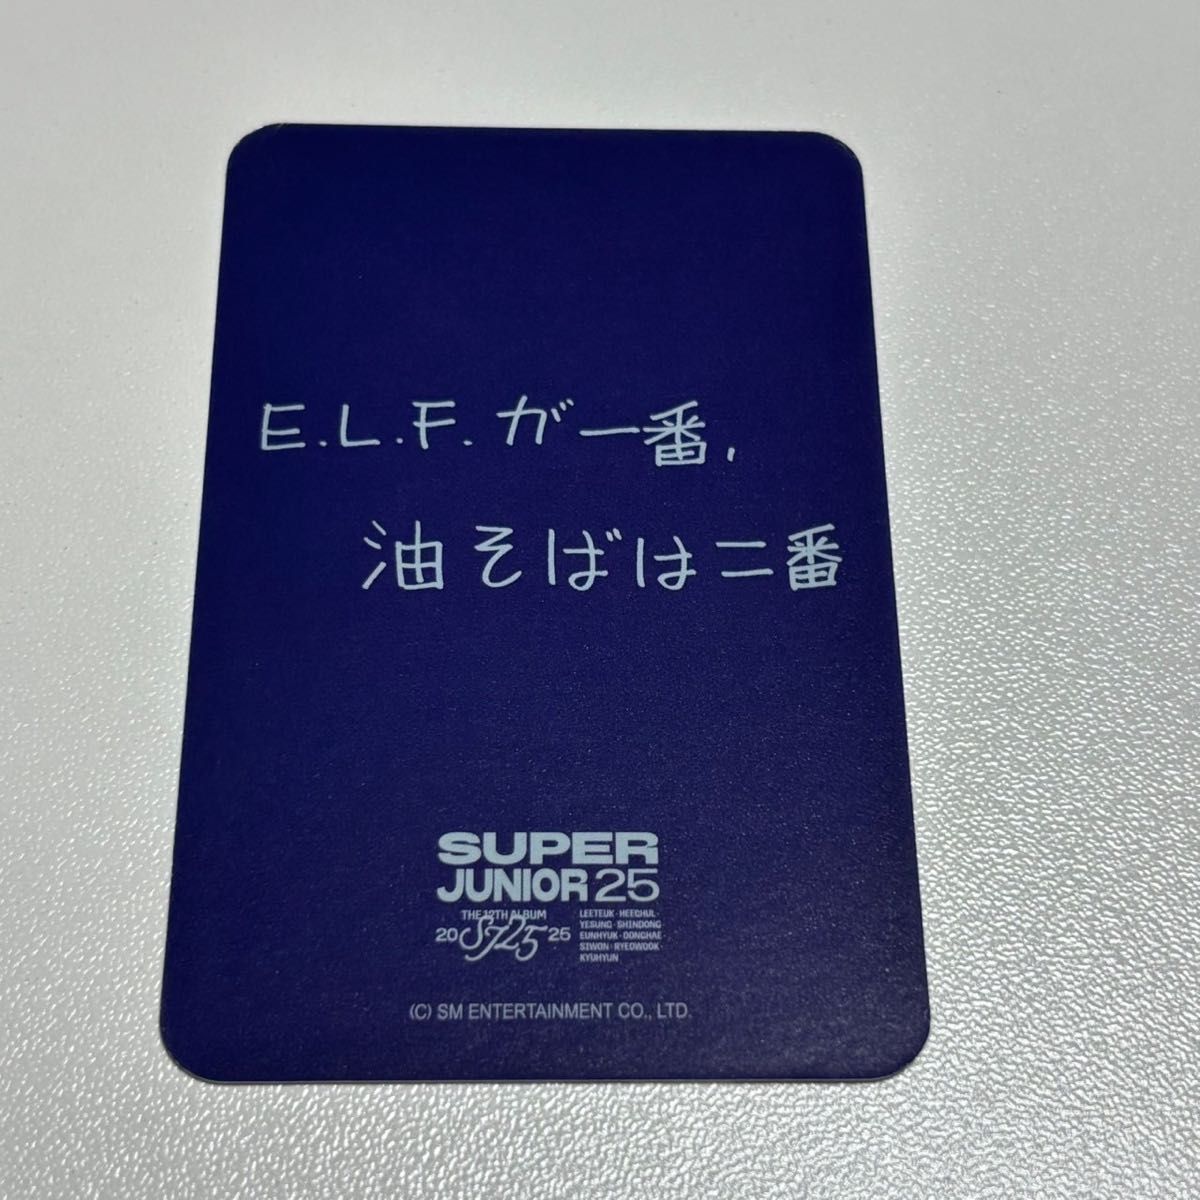 E.L.F.が一番,
油そばは二番
SUPER
JUNIOR25
THE 12TH ALBUM
20 SJ25 25
LEETEUK · HEECHUL ·
YESUNG · SHINDONG ·
EUNHYUK · DONGHAE ·
SIWON · RYEOWOOK ·
KYUHYUN
(C) SM ENTERTAINMENT CO., LTD.